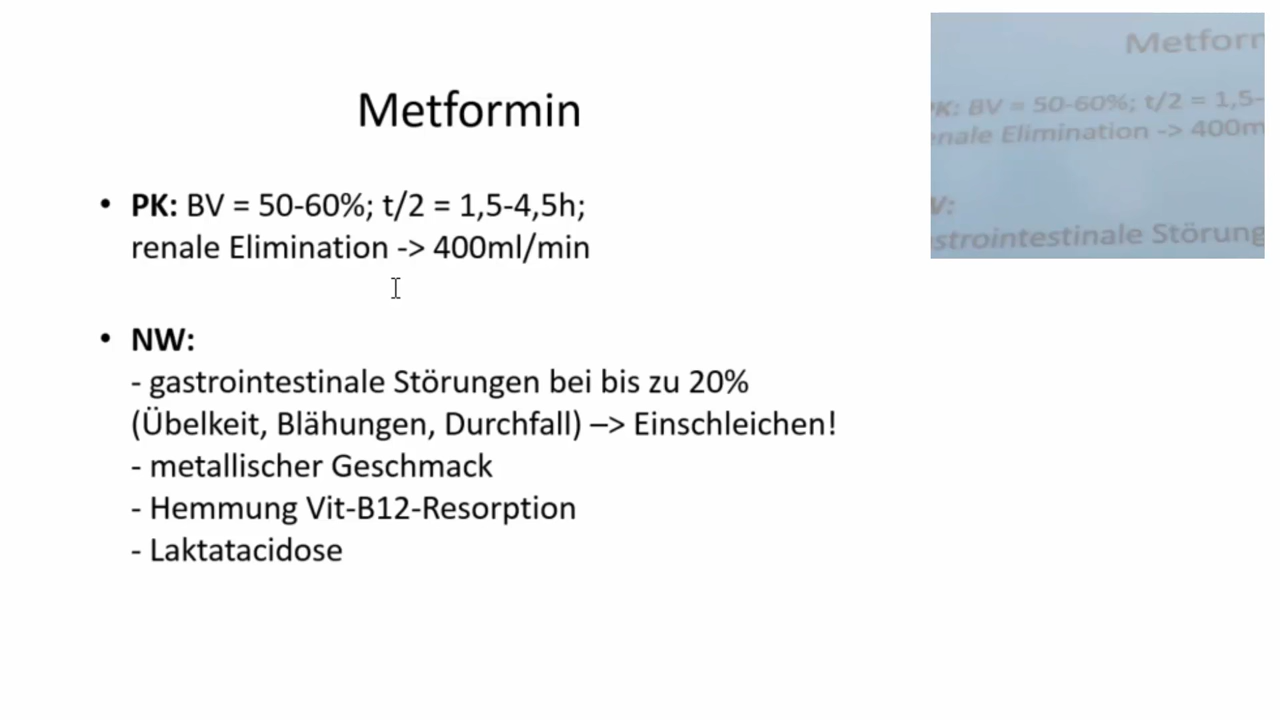 Metformin
• PK: BV = 50-60%; t/2 = 1,5-4,5h;
renale Elimination -> 400ml/min
• NW:
- gastrointestinale Störungen bei bis zu 20%
(Übelkeit, Blähungen, Durchfall) –> Einschleichen!
- metallischer Geschmack
- Hemmung Vit-B12-Resorption
- Laktatacidose
Metform
PK: BV = 50-60%; t/2 = 1,5-
nale Elimination -> 400m
V:
strointestinale Störung